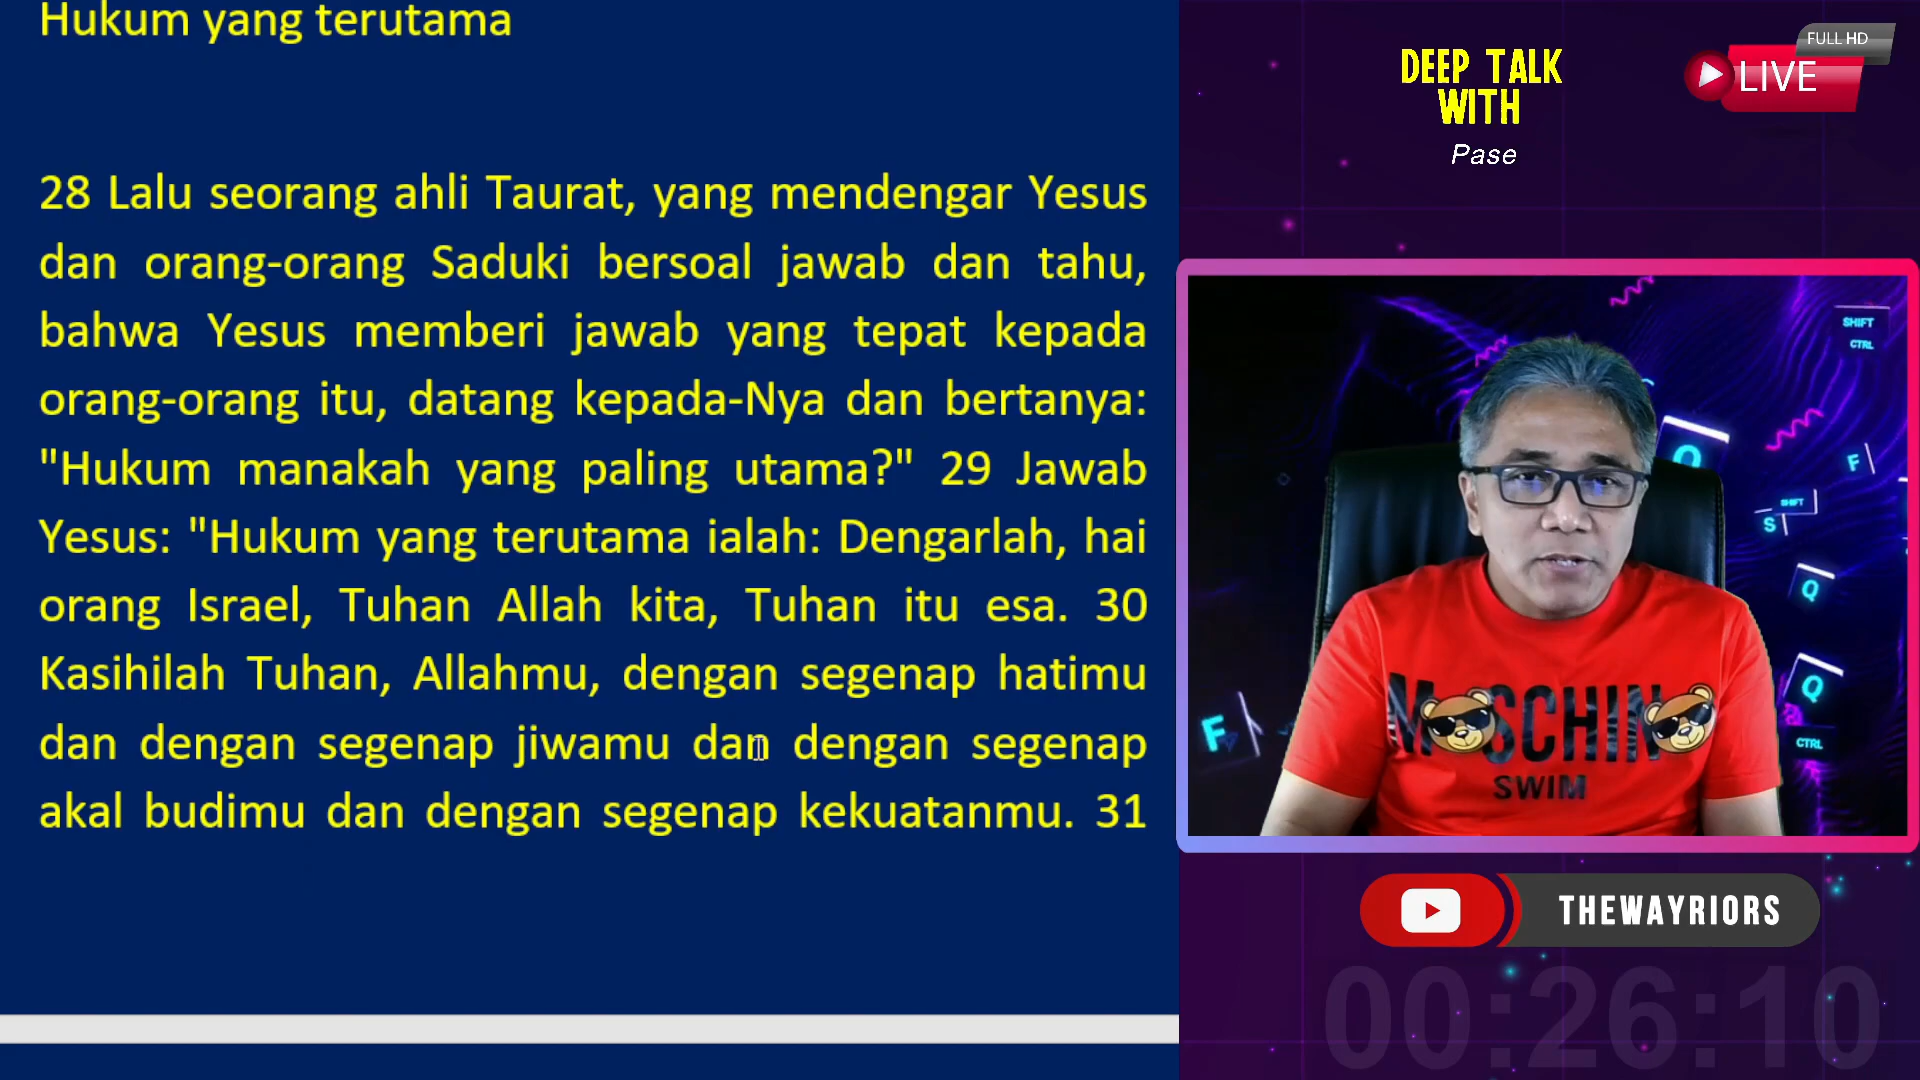 Hukum yang terutama
28 Lalu seorang ahli Taurat, yang mendengar Yesus
dan orang-orang Saduki bersoal jawab dan tahu,
bahwa Yesus memberi jawab yang tepat kepada
orang-orang itu, datang kepada-Nya dan bertanya:
"Hukum manakah yang paling utama?" 29 Jawab
Yesus: "Hukum yang terutama ialah: Dengarlah, hai
orang Israel, Tuhan Allah kita, Tuhan itu esa. 30
Kasihilah Tuhan, Allahmu, dengan segenap hatimu
dan dengan segenap jiwamu dan dengan segenap
akal budimu dan dengan segenap kekuatanmu. 31
DEEP TALK
WITH
Pase
FULL HD
LIVE
SHIFT
CTRL
Q
F
SHIFT
S
Q
Q
F
CTRL
M SCHIN
SWIM
THEWAYRIORS
00:26:10